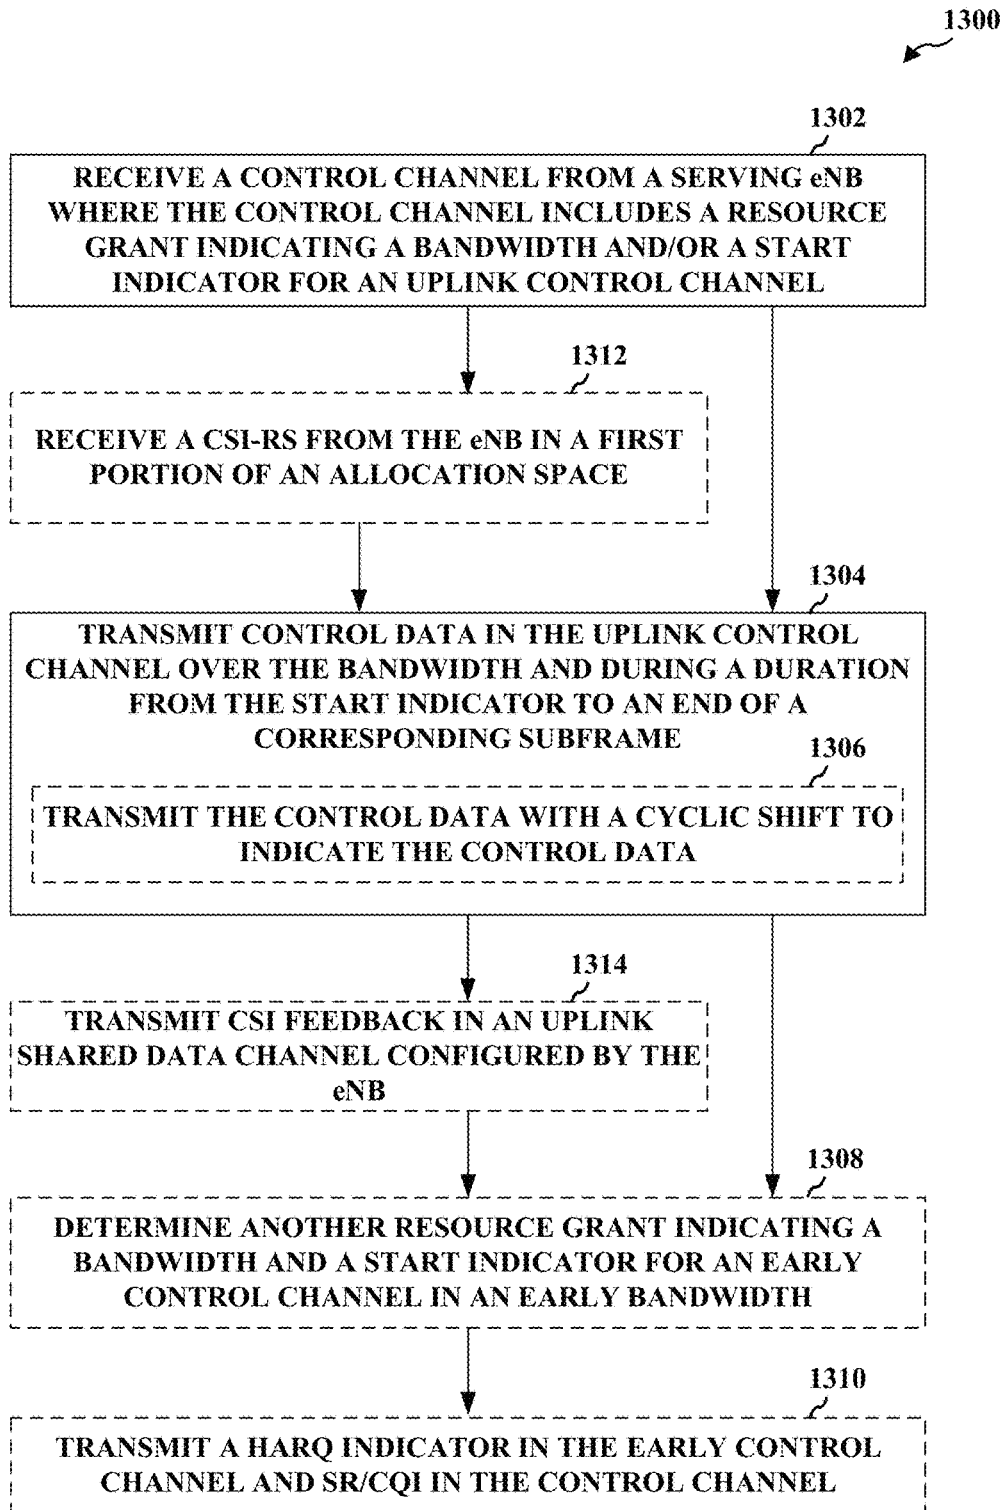 1300
1302
RECEIVE A CONTROL CHANNEL FROM A SERVING eNB
WHERE THE CONTROL CHANNEL INCLUDES A RESOURCE
GRANT INDICATING A BANDWIDTH AND/OR A START
INDICATOR FOR AN UPLINK CONTROL CHANNEL
1312
RECEIVE A CSI-RS FROM THE eNB IN A FIRST
PORTION OF AN ALLOCATION SPACE
1304
TRANSMIT CONTROL DATA IN THE UPLINK CONTROL
CHANNEL OVER THE BANDWIDTH AND DURING A DURATION
FROM THE START INDICATOR TO AN END OF A
CORRESPONDING SUBFRAME
1306
TRANSMIT THE CONTROL DATA WITH A CYCLIC SHIFT TO
INDICATE THE CONTROL DATA
1314
TRANSMIT CSI FEEDBACK IN AN UPLINK
SHARED DATA CHANNEL CONFIGURED BY THE
eNB
1308
DETERMINE ANOTHER RESOURCE GRANT INDICATING A
BANDWIDTH AND A START INDICATOR FOR AN EARLY
CONTROL CHANNEL IN AN EARLY BANDWIDTH
1310
TRANSMIT A HARQ INDICATOR IN THE EARLY CONTROL
CHANNEL AND SR/CQI IN THE CONTROL CHANNEL